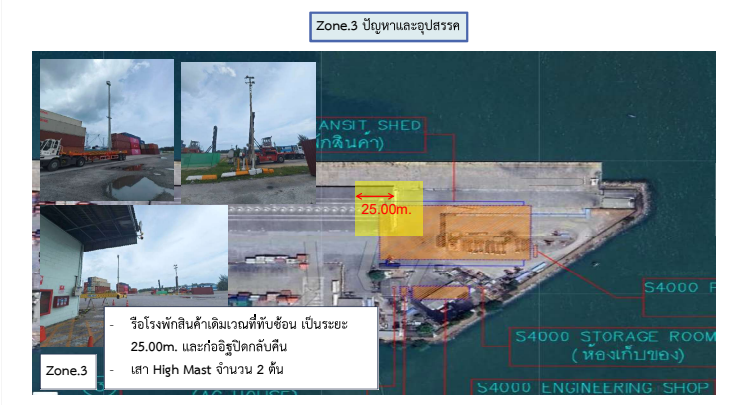 Zone.3 ปัญหาและอุปสรรค
ANSIT SHED
กสินค้า)
25.00m.
S4000 F
S4000 STORAGE ROOM
(ห้องเก็บของ)
S4000 ENGINEERING SHOP
- รือโรงพักสินค้าเดิมเวณที่ทับซ้อน เป็นระยะ
25.00m. และก่ออิฐปิดกลับคืน
- เสา High Mast จำนวน 2 ต้น
Zone.3